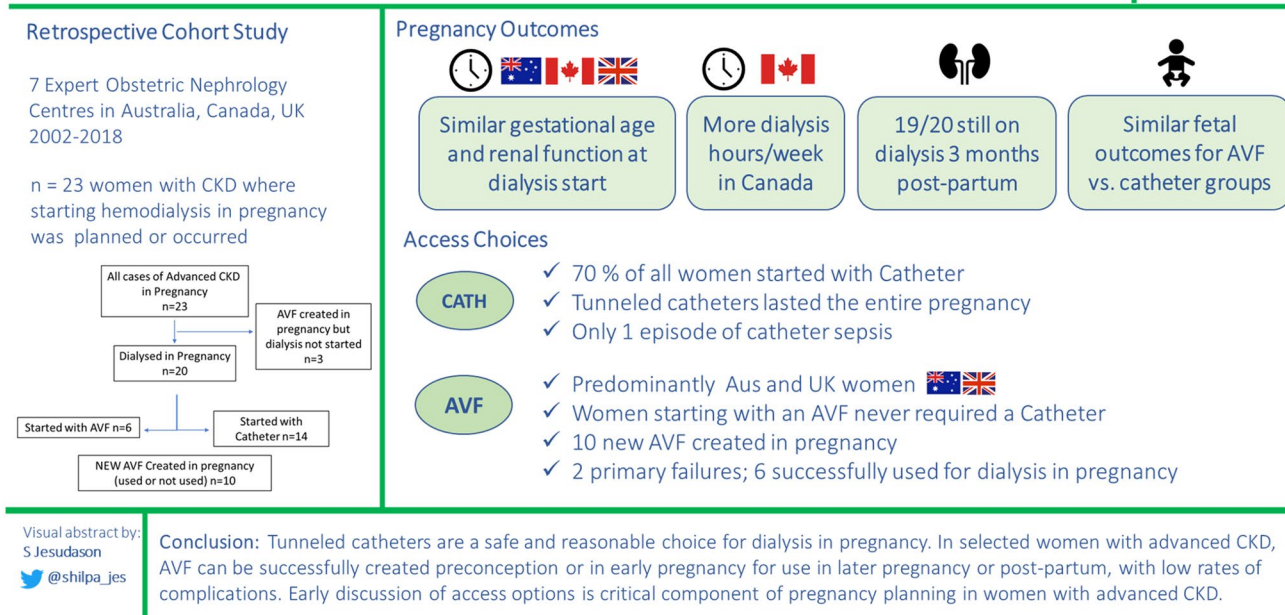 Retrospective Cohort Study
7 Expert Obstetric Nephrology
Centres in Australia, Canada, UK
2002-2018
n = 23 women with CKD where
starting hemodialysis in pregnancy
was planned or occurred
All cases of Advanced CKD
in Pregnancy
n=23
AVF created in
pregnancy but
dialysis not started
n=3
Dialysed in Pregnancy
n=20
Started with AVF n=6
Started with
Catheter n=14
NEW AVF Created in pregnancy
(used or not used) n=10
Pregnancy Outcomes
Similar gestational age
and renal function at
dialysis start
More dialysis
hours/week
in Canada
19/20 still on
dialysis 3 months
post-partum
Similar fetal
outcomes for AVF
vs. catheter groups
Access Choices
CATH
✓ 70 % of all women started with Catheter
✓ Tunneled catheters lasted the entire pregnancy
✓ Only 1 episode of catheter sepsis
AVF
✓ Predominantly Aus and UK women
✓ Women starting with an AVF never required a Catheter
✓ 10 new AVF created in pregnancy
✓ 2 primary failures; 6 successfully used for dialysis in pregnancy
Visual abstract by:
S Jesudason
@shilpa_jes
Conclusion: Tunneled catheters are a safe and reasonable choice for dialysis in pregnancy. In selected women with advanced CKD,
AVF can be successfully created preconception or in early pregnancy for use in later pregnancy or post-partum, with low rates of
complications. Early discussion of access options is critical component of pregnancy planning in women with advanced CKD.